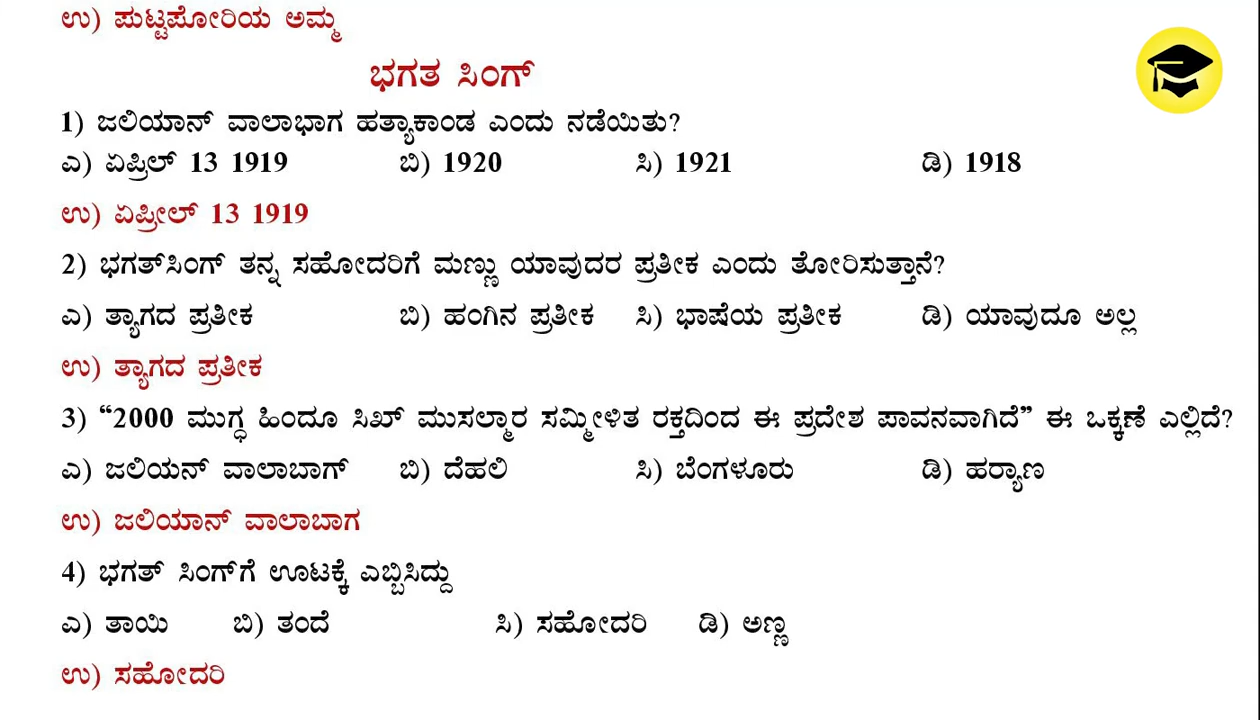 ಉ) ಪುಟ್ಟಪೋರಿಯ ಅಮ್ಮ
ಭಗತ ಸಿಂಗ್
1) ಜಲಿಯಾನ್ ವಾಲಾಭಾಗ ಹತ್ಯಾಕಾಂಡ ಎಂದು ನಡೆಯಿತು?
ಎ) ಏಪ್ರಿಲ್ 13 1919 ಬಿ) 1920 ಸಿ) 1921 ಡಿ) 1918
ಉ) ಏಪ್ರೀಲ್ 13 1919
2) ಭಗತ್‌ಸಿಂಗ್ ತನ್ನ ಸಹೋದರಿಗೆ ಮಣ್ಣು ಯಾವುದರ ಪ್ರತೀಕ ಎಂದು ತೋರಿಸುತ್ತಾನೆ?
ಎ) ತ್ಯಾಗದ ಪ್ರತೀಕ ಬಿ) ಹಂಗಿನ ಪ್ರತೀಕ ಸಿ) ಭಾಷೆಯ ಪ್ರತೀಕ ಡಿ) ಯಾವುದೂ ಅಲ್ಲ
ಉ) ತ್ಯಾಗದ ಪ್ರತೀಕ
3) “2000 ಮುಗ್ಧ ಹಿಂದೂ ಸಿಖ್ ಮುಸಲ್ಮಾರ ಸಮ್ಮೀಳಿತ ರಕ್ತದಿಂದ ಈ ಪ್ರದೇಶ ಪಾವನವಾಗಿದೆ” ಈ ಒಕ್ಕಣೆ ಎಲ್ಲಿದೆ?
ಎ) ಜಲಿಯನ್ ವಾಲಾಬಾಗ್ ಬಿ) ದೆಹಲಿ ಸಿ) ಬೆಂಗಳೂರು ಡಿ) ಹರ‍್ಯಾಣ
ಉ) ಜಲಿಯಾನ್ ವಾಲಾಬಾಗ
4) ಭಗತ್ ಸಿಂಗ್‌ಗೆ ಊಟಕ್ಕೆ ಎಬ್ಬಿಸಿದ್ದು
ಎ) ತಾಯಿ ಬಿ) ತಂದೆ ಸಿ) ಸಹೋದರಿ ಡಿ) ಅಣ್ಣ
ಉ) ಸಹೋದರಿ